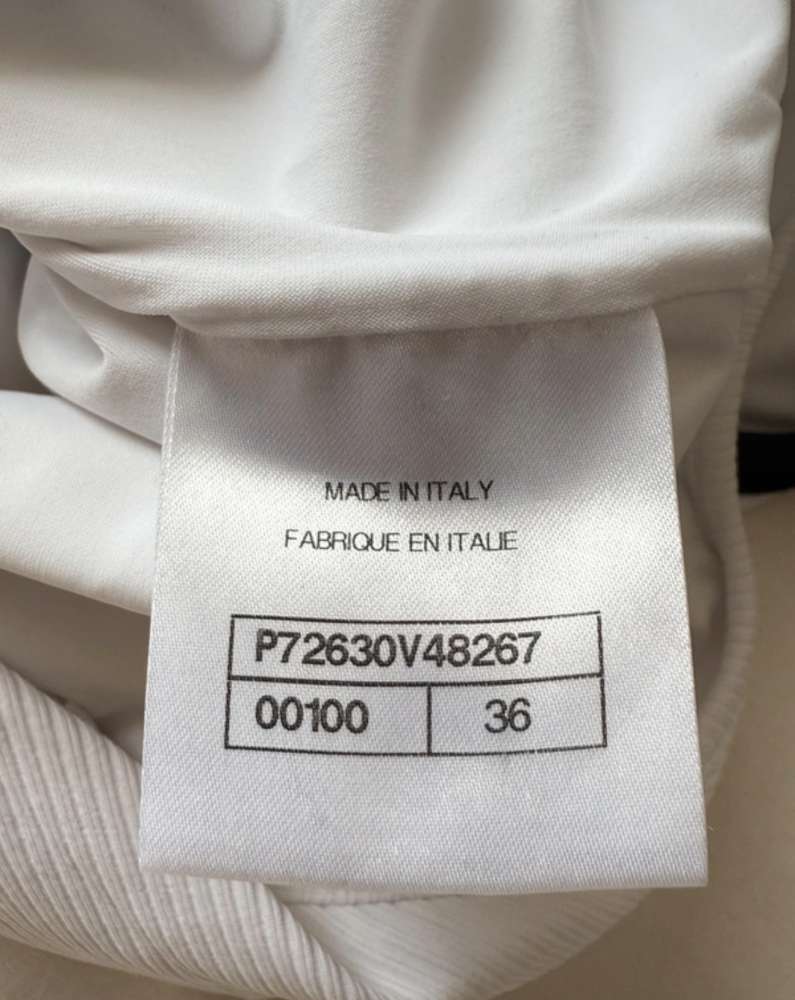 MADE IN ITALY
FABRIQUE EN ITALIE
P72630V48267
00100 36